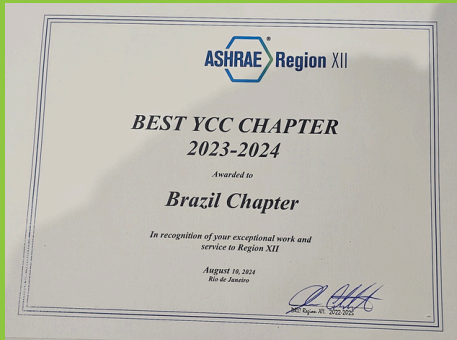 ASHRAE® Region XII
BEST YCC CHAPTER
2023-2024
Awarded to
Brazil Chapter
In recognition of your exceptional work and
service to Region XII
August 10, 2024
Rio de Janeiro
Region XII 2022-2025